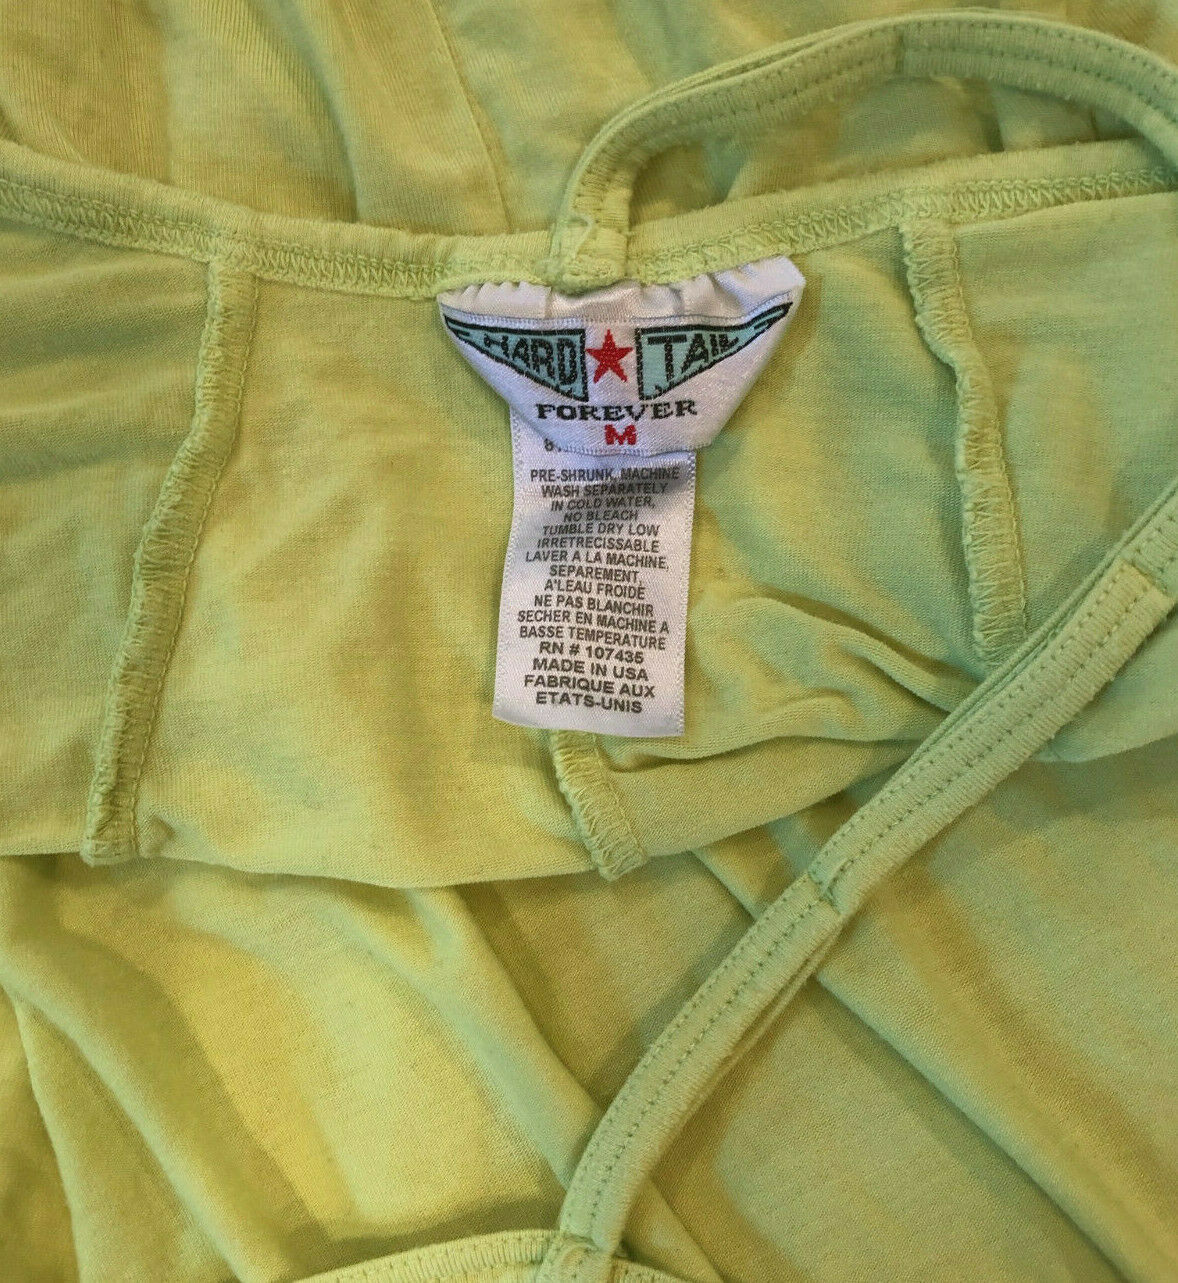 HARD TAIL
FOREVER
M
PRE-SHRUNK, MACHINE
WASH SEPARATELY
IN COLD WATER,
NO BLEACH
TUMBLE DRY LOW
IRRETRECISSABLE
LAVER A LA MACHINE,
SEPAREMENT,
A'LEAU FROIDE
NE PAS BLANCHIR
SECHER EN MACHINE A
BASSE TEMPERATURE
RN # 107435
MADE IN USA
FABRIQUE AUX
ETATS-UNIS